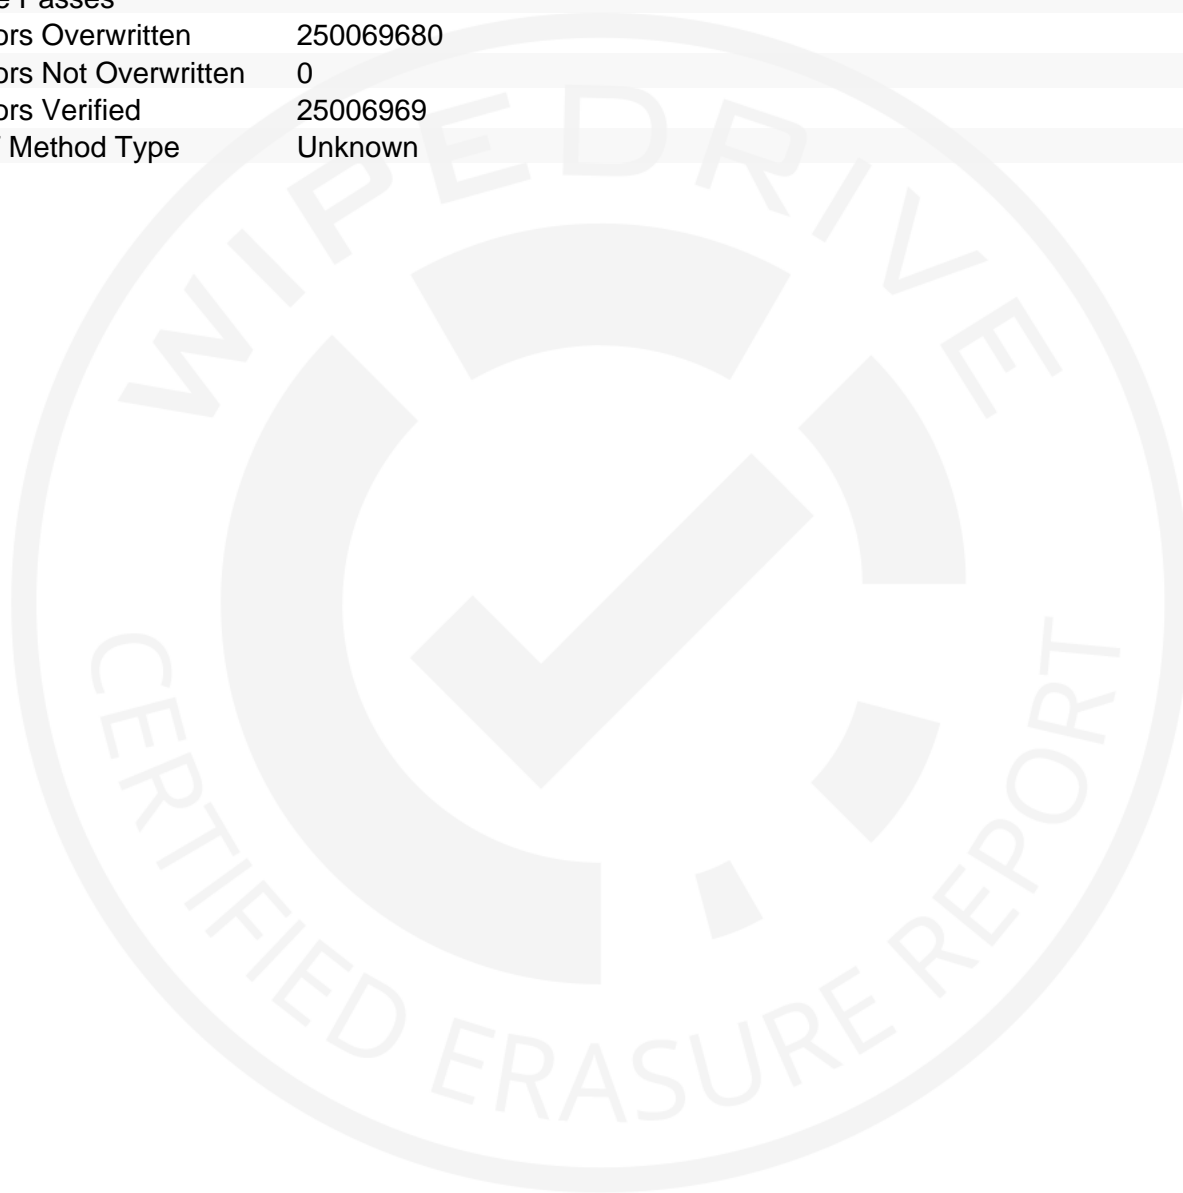 e Passes
ors Overwritten 250069680
ors Not Overwritten 0
ors Verified 25006969
Method Type Unknown
WIPEDRIVE
CERTIFIED ERASURE REPORT